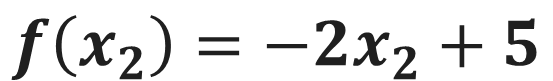 f(x₂) = −2x₂ + 5